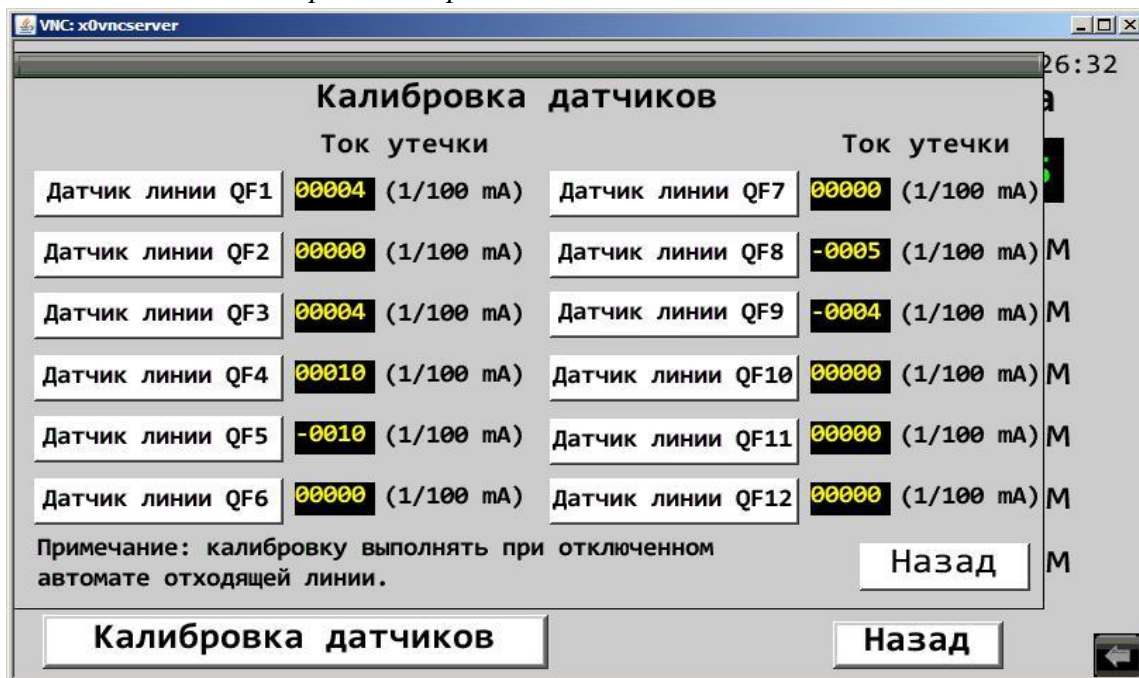 VNC: x0vncserver
26:32
Калибровка датчиков
Ток утечки
Ток утечки
Датчик линии QF1 00004 (1/100 mA) Датчик линии QF7 00000 (1/100 mA)
Датчик линии QF2 00000 (1/100 mA) Датчик линии QF8 -0005 (1/100 mA) М
Датчик линии QF3 00004 (1/100 mA) Датчик линии QF9 -0004 (1/100 mA) М
Датчик линии QF4 00010 (1/100 mA) Датчик линии QF10 00000 (1/100 mA) М
Датчик линии QF5 -0010 (1/100 mA) Датчик линии QF11 00000 (1/100 mA) М
Датчик линии QF6 00000 (1/100 mA) Датчик линии QF12 00000 (1/100 mA) М
Примечание: калибровку выполнять при отключенном
автомате отходящей линии.
Назад
М
Калибровка датчиков
Назад